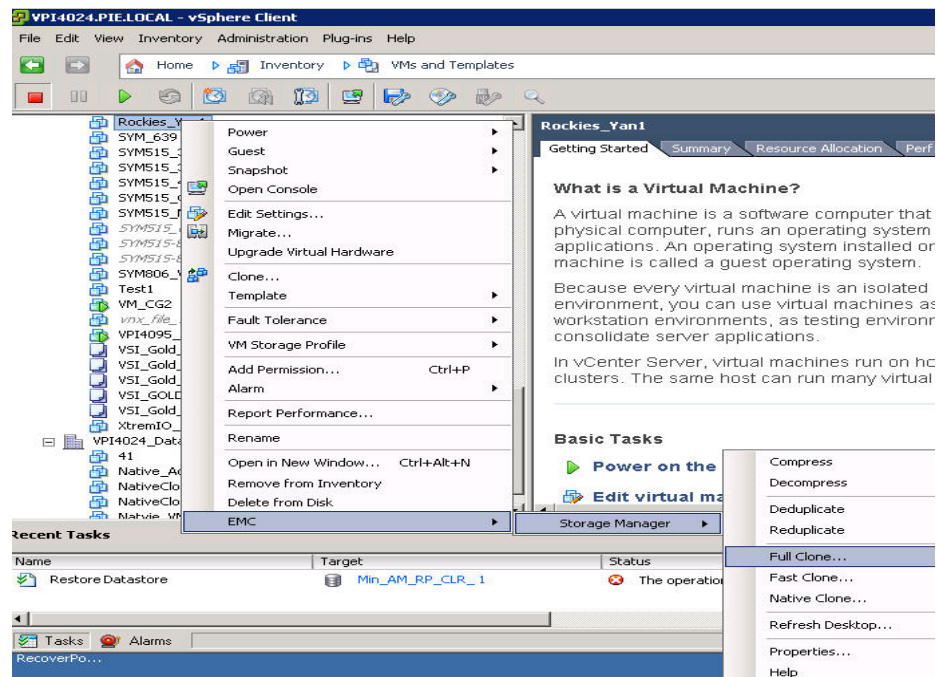 VPI4024.PIE.LOCAL - vSphere Client
File Edit View Inventory Administration Plug-ins Help
Home Inventory VMs and Templates
Rockies_Yan1
SYM_639
SYM515_
SYM515_
SYM515_
SYM515_
SYM515_
SYM515_
SYM515-
SYM515-
SYM806_
Test1
VM_CG2
vnx_file_
VPI4095_
VSI_Gold_
VSI_Gold_
VSI_Gold_
VSI_GOLD
VSI_Gold_
XtremIO_
VPI4024_Data
41
Native_Ad
NativeClo
NativeClo
Natvie_VM
Power
Guest
Snapshot
Open Console
Edit Settings...
Migrate...
Upgrade Virtual Hardware
Clone...
Template
Fault Tolerance
VM Storage Profile
Add Permission... Ctrl+P
Alarm
Report Performance...
Rename
Open in New Window... Ctrl+Alt+N
Remove from Inventory
Delete from Disk
EMC
Storage Manager
Compress
Decompress
Deduplicate
Reduplicate
Full Clone...
Fast Clone...
Native Clone...
Refresh Desktop...
Properties...
Help
Rockies_Yan1
Getting Started Summary Resource Allocation Perf
What is a Virtual Machine?
A virtual machine is a software computer that
physical computer, runs an operating system
applications. An operating system installed on
machine is called a guest operating system.
Because every virtual machine is an isolated
environment, you can use virtual machines as
workstation environments, as testing environm
consolidate server applications.
In vCenter Server, virtual machines run on ho
clusters. The same host can run many virtual
Basic Tasks
Power on the
Edit virtual ma
Recent Tasks
Name Target Status
Restore Datastore Min_AM_RP_CLR_1 The operation
Tasks Alarms
RecoverPo...